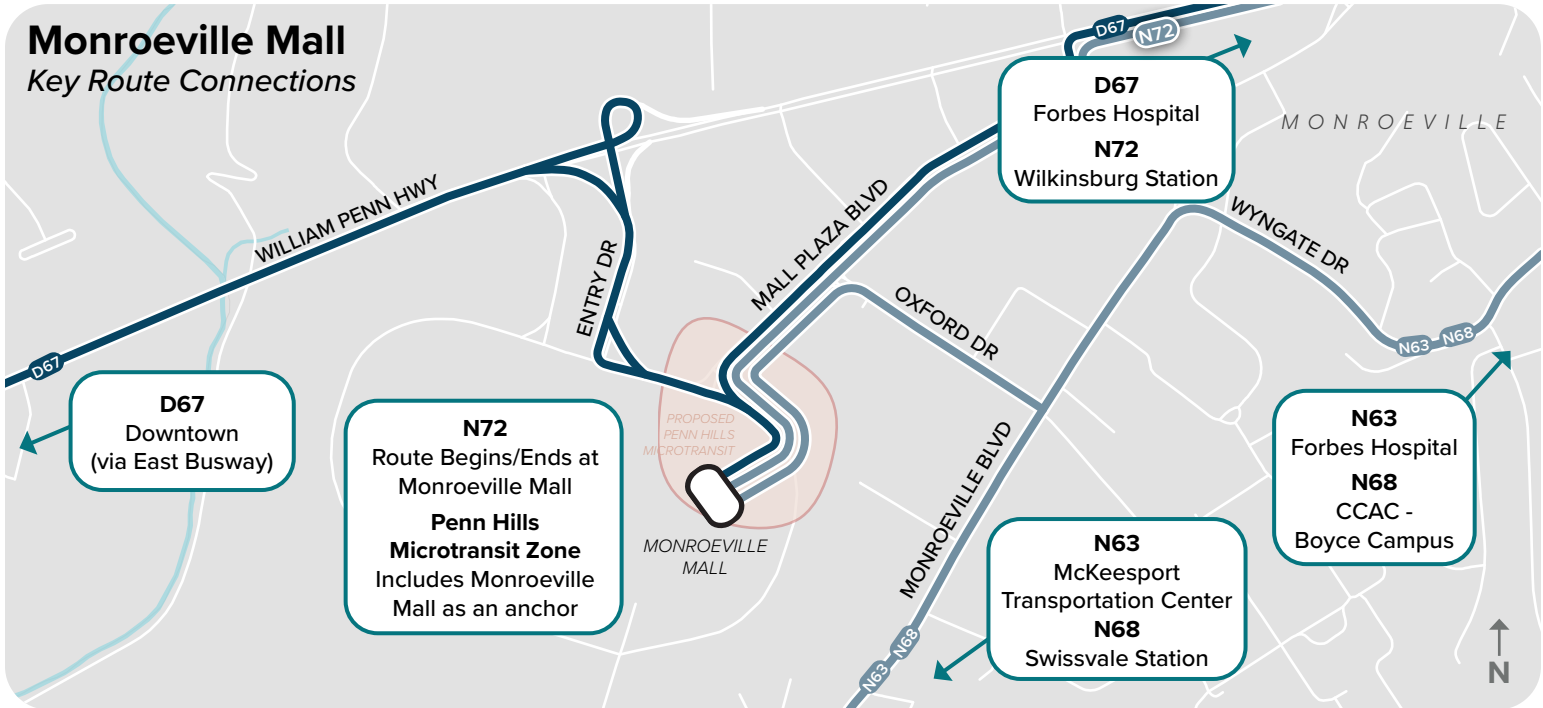 Monroeville Mall
Key Route Connections
D67
N72
D67
Forbes Hospital
N72
Wilkinsburg Station
MONROEVILLE
WILLIAM PENN HWY
ENTRY DR
MALL PLAZA BLVD
WYNGATE DR
OXFORD DR
N63
N68
D67
D67
Downtown
(via East Busway)
N72
Route Begins/Ends at
Monroeville Mall
Penn Hills
Microtransit Zone
Includes Monroeville
Mall as an anchor
PROPOSED
PENN HILLS
MICROTRANSIT
MONROEVILLE
MALL
MONROEVILLE BLVD
N63
Forbes Hospital
N68
CCAC -
Boyce Campus
N63
McKeesport
Transportation Center
N68
Swissvale Station
N68
N63
N